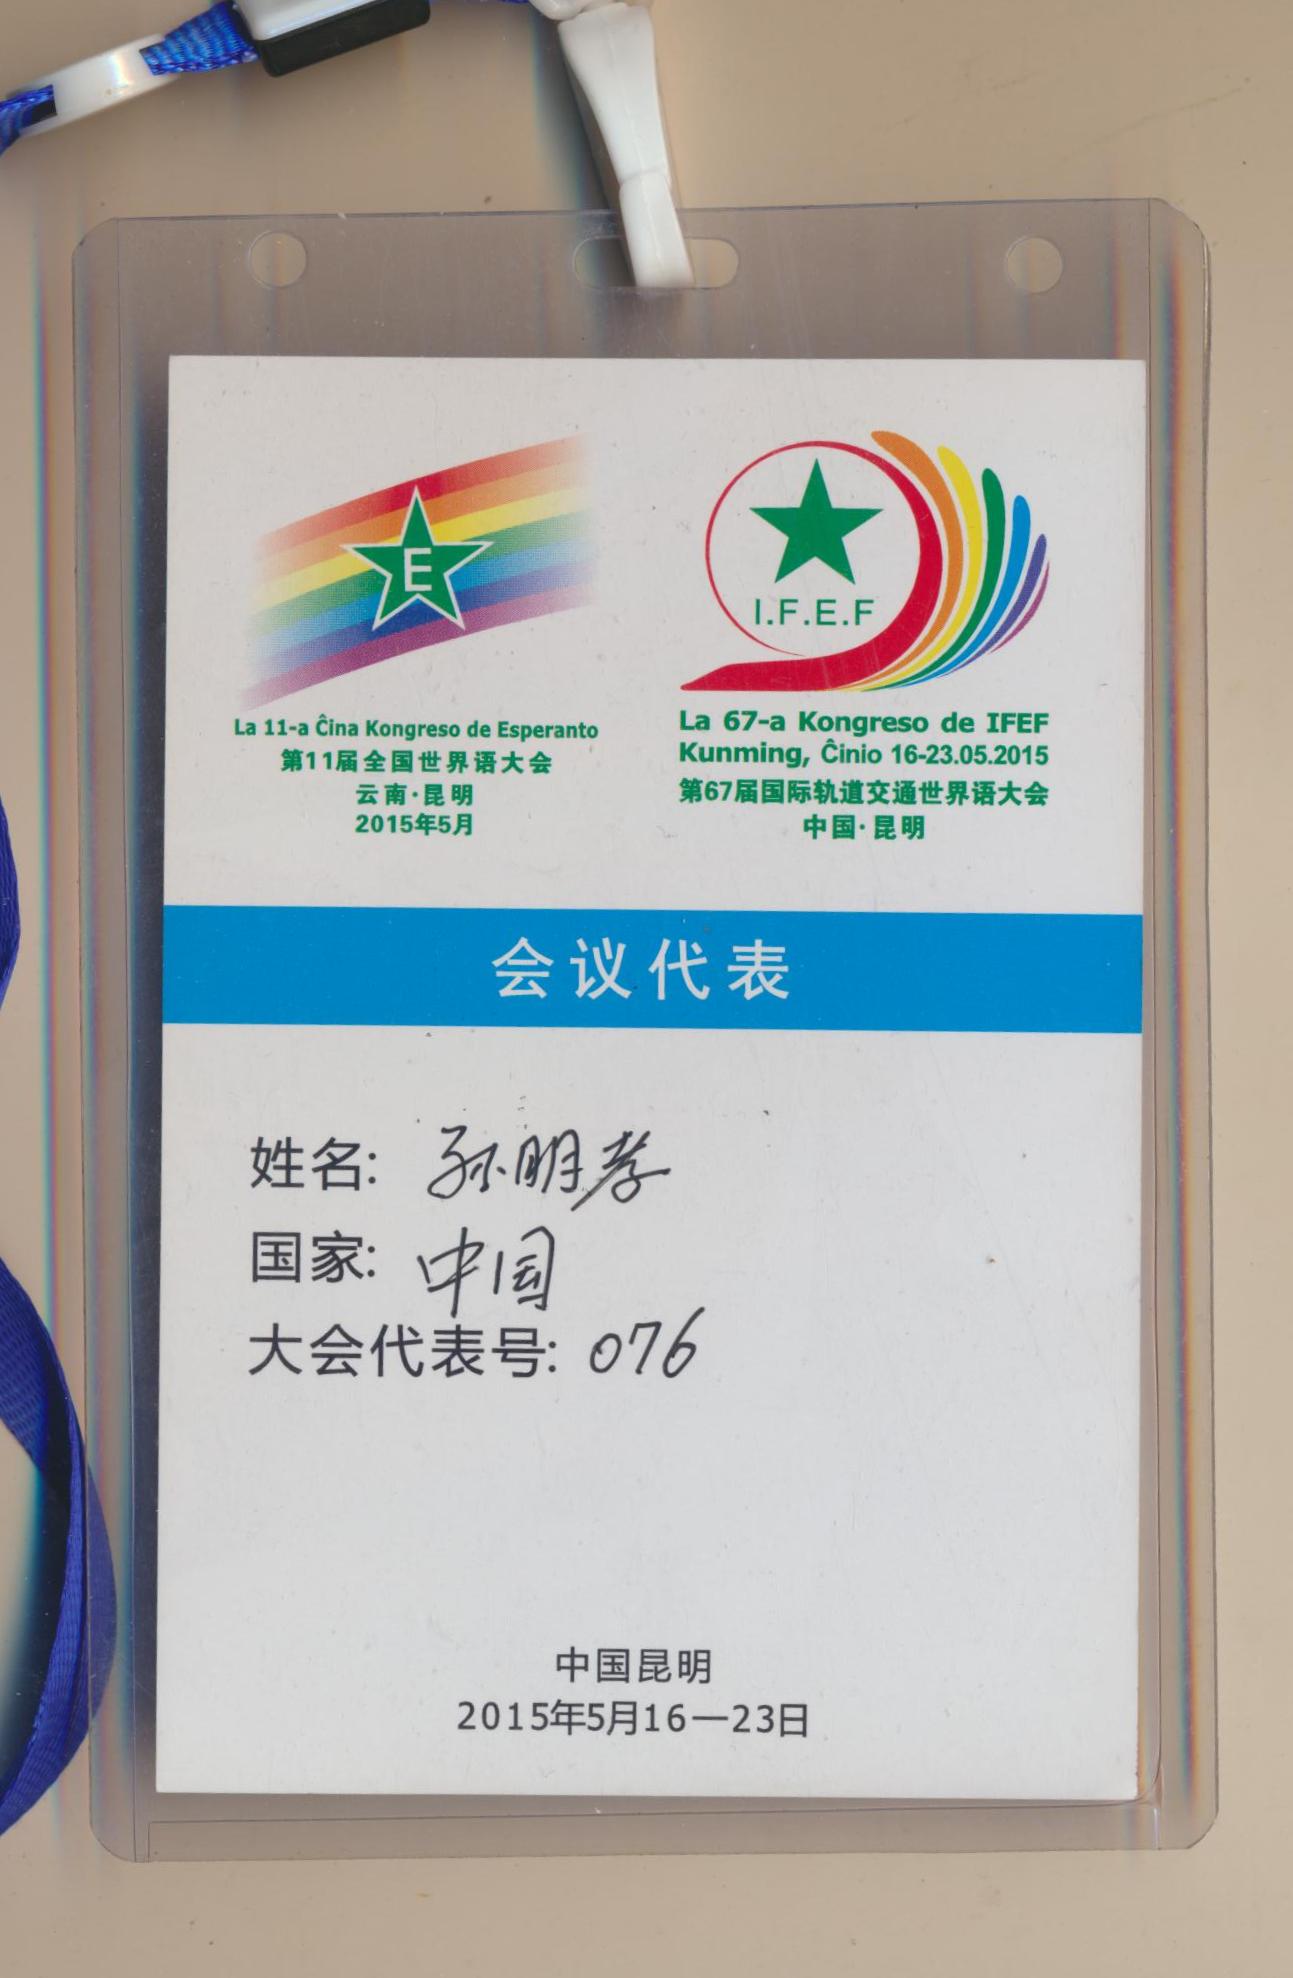 E
I.F.E.F
La 11-a Ĉina Kongreso de Esperanto
第11届全国世界语大会
云南·昆明
2015年5月
La 67-a Kongreso de IFEF
Kunming, Ĉinio 16-23.05.2015
第67届国际轨道交通世界语大会
中国·昆明
会议代表
姓名: 孙明孝
国家: 中国
大会代表号: 076
中国昆明
2015年5月16—23日